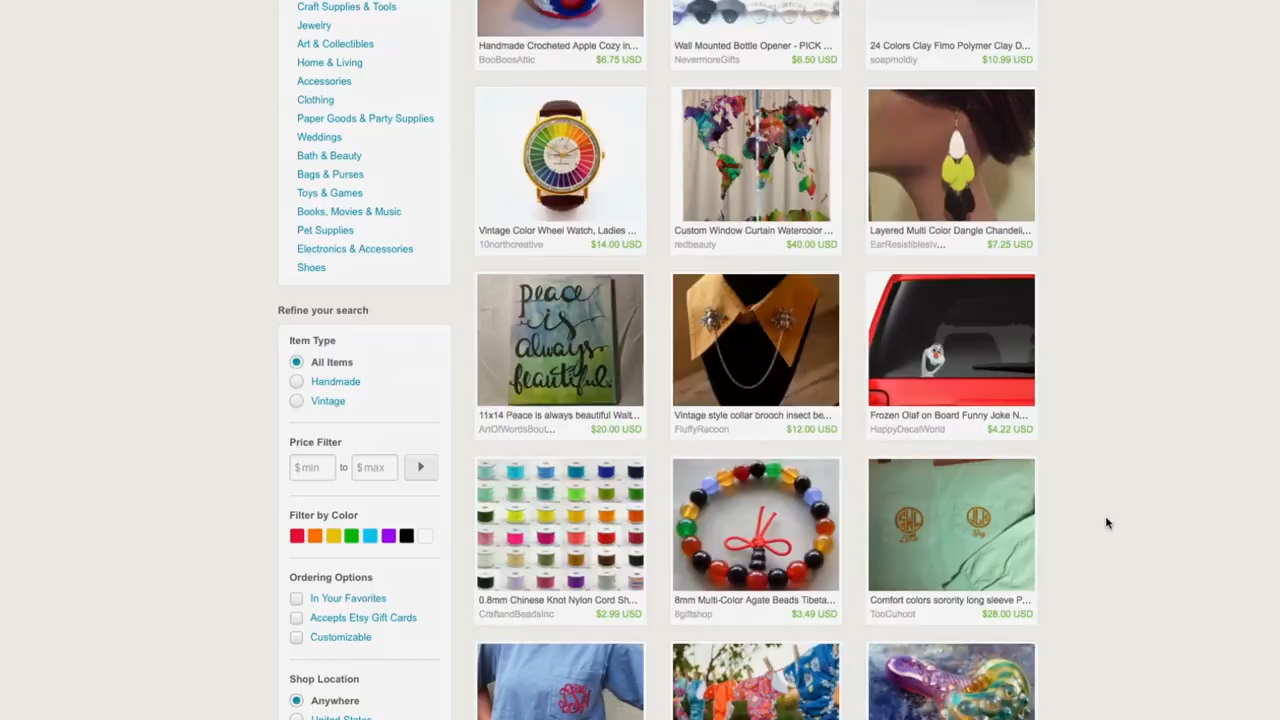 Craft Supplies & Tools
Jewelry
Art & Collectibles
Home & Living
Accessories
Clothing
Paper Goods & Party Supplies
Weddings
Bath & Beauty
Bags & Purses
Toys & Games
Books, Movies & Music
Pet Supplies
Electronics & Accessories
Shoes
Refine your search
Item Type
All Items
Handmade
Vintage
Price Filter
$ min to $ max
Filter by Color
Ordering Options
In Your Favorites
Accepts Etsy Gift Cards
Customizable
Shop Location
Anywhere
United States
Handmade Crocheted Apple Cozy in...
BooBoosAttic $6.75 USD
Wall Mounted Bottle Opener - PICK ...
NevermoreGifts $6.50 USD
24 Colors Clay Fimo Polymer Clay D...
soapmoldiy $10.99 USD
Vintage Color Wheel Watch, Ladies ...
10northcreative $14.00 USD
Custom Window Curtain Watercolor ...
redbeauty $40.00 USD
Layered Multi Color Dangle Chandeli...
EarResistiblesIv... $7.25 USD
peace
is
always
beautiful.
11x14 Peace is always beautiful Walt...
ArtOfWordsBout... $20.00 USD
Vintage style collar brooch insect be...
FluffyRacoon $12.00 USD
Frozen Olaf on Board Funny Joke N...
HappyDecalWorld $4.22 USD
0.8mm Chinese Knot Nylon Cord Sh...
CraftandBeadsInc $2.99 USD
8mm Multi-Color Agate Beads Tibeta...
8giftshop $3.49 USD
Comfort colors sorority long sleeve P...
TooCuhoot $28.00 USD